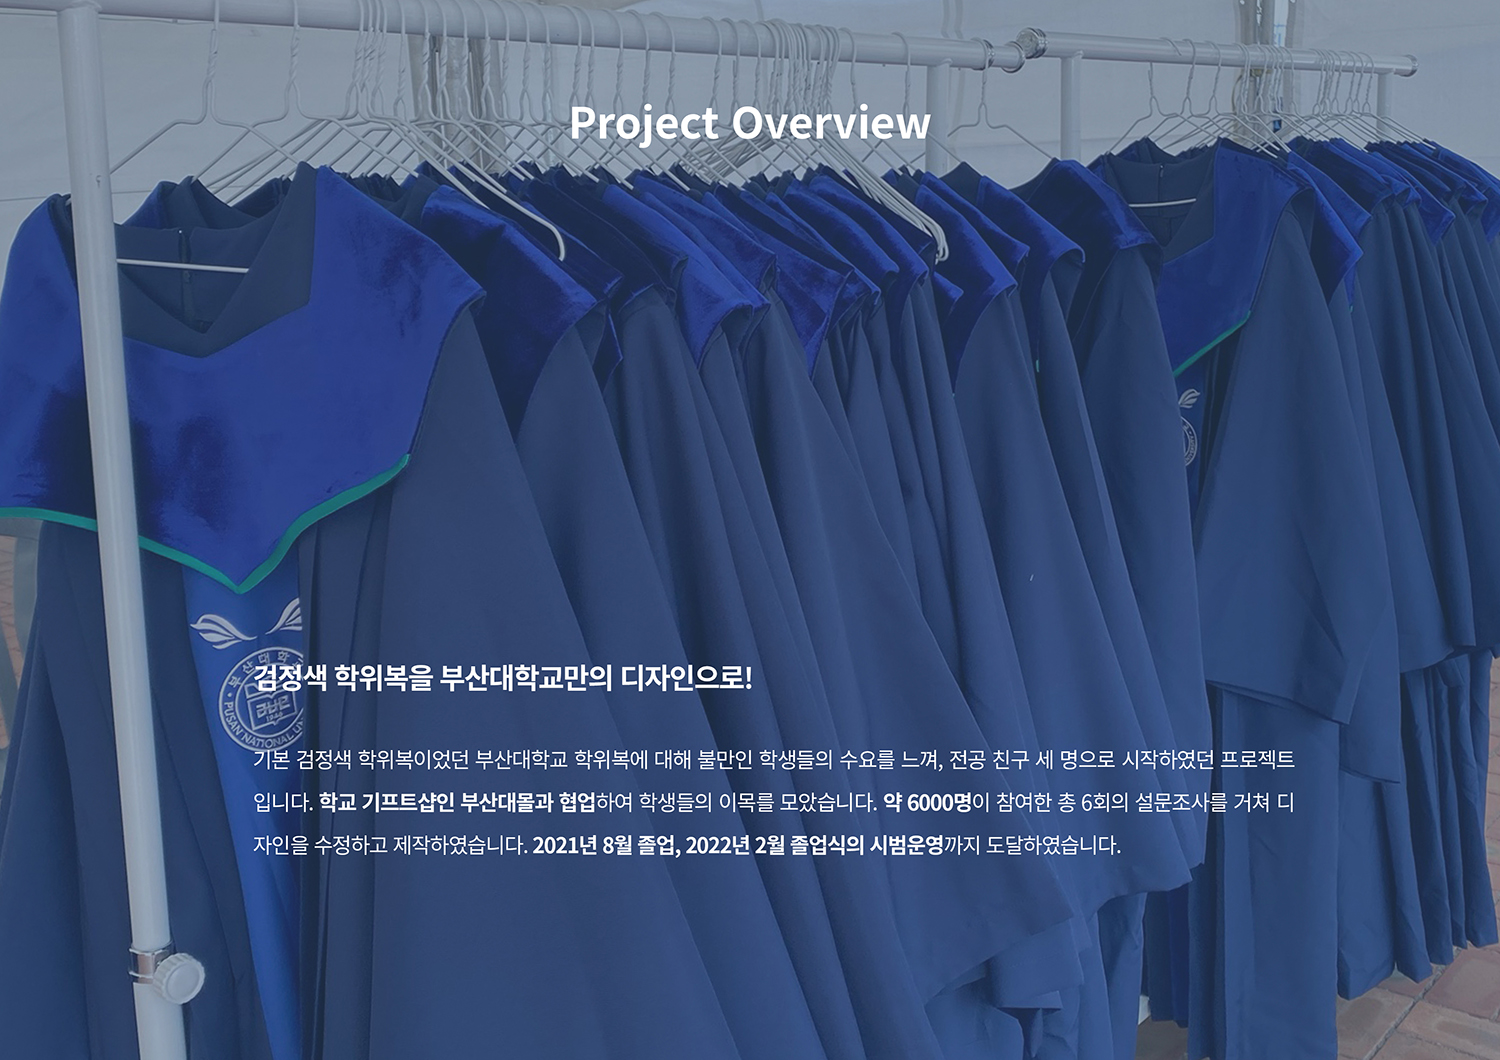 Project Overview
검정색 학위복을 부산대학교만의 디자인으로!
기본 검정색 학위복이었던 부산대학교 학위복에 대해 불만인 학생들의 수요를 느껴, 전공 친구 세 명으로 시작하였던 프로젝트
입니다. 학교 기프트샵인 부산대몰과 협업하여 학생들의 이목를 모았습니다. 약 6000명이 참여한 총 6회의 설문조사를 거쳐 디
자인을 수정하고 제작하였습니다. 2021년 8월 졸업, 2022년 2월 졸업식의 시범운영까지 도달하였습니다.
부산대학
PUSAN NATIONAL UN
1946